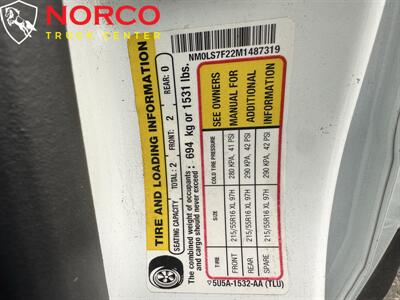 NORCO
TRUCK CENTER
NM0LS7F22M1487319
TIRE AND LOADING INFORMATION
SEATING CAPACITY TOTAL: 2 FRONT: 2 REAR: 0
The combined weight of occupants
and cargo should never exceed : 694 kg or 1531 lbs.
TIRE SIZE COLD TIRE PRESSURE
FRONT 215/55R16 XL 97H 280 KPA, 41 PSI
REAR 215/55R16 XL 97H 290 KPA, 42 PSI
SPARE 215/55R16 XL 97H 290 KPA, 42 PSI
SEE OWNERS
MANUAL FOR
ADDITIONAL
INFORMATION
5U5A-1532-AA (TLU)